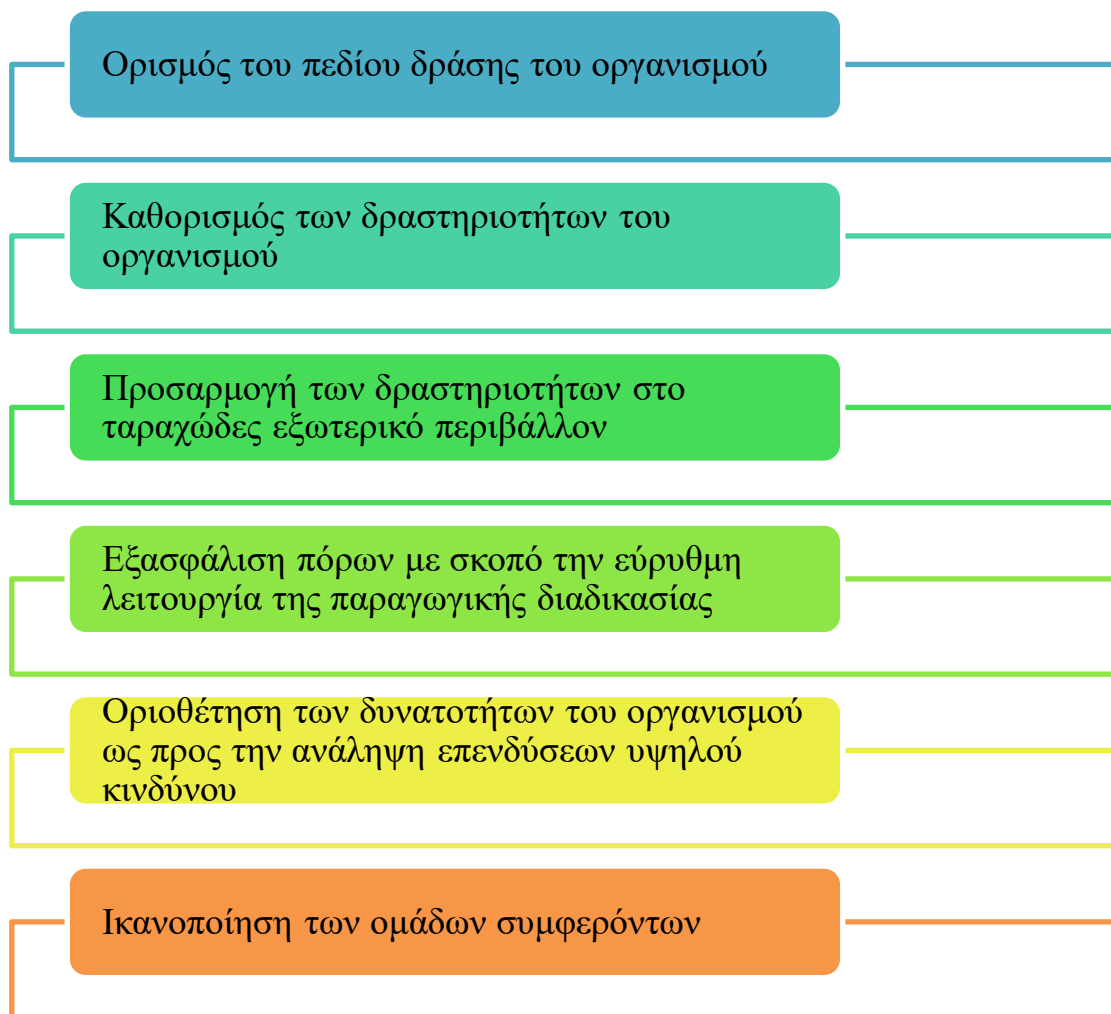 Ορισμός του πεδίου δράσης του οργανισμού
Καθορισμός των δραστηριοτήτων του
οργανισμού
Προσαρμογή των δραστηριοτήτων στο
ταραχώδες εξωτερικό περιβάλλον
Εξασφάλιση πόρων με σκοπό την εύρυθμη
λειτουργία της παραγωγικής διαδικασίας
Οριοθέτηση των δυνατοτήτων του οργανισμού
ως προς την ανάληψη επενδύσεων υψηλού
κινδύνου
Ικανοποίηση των ομάδων συμφερόντων